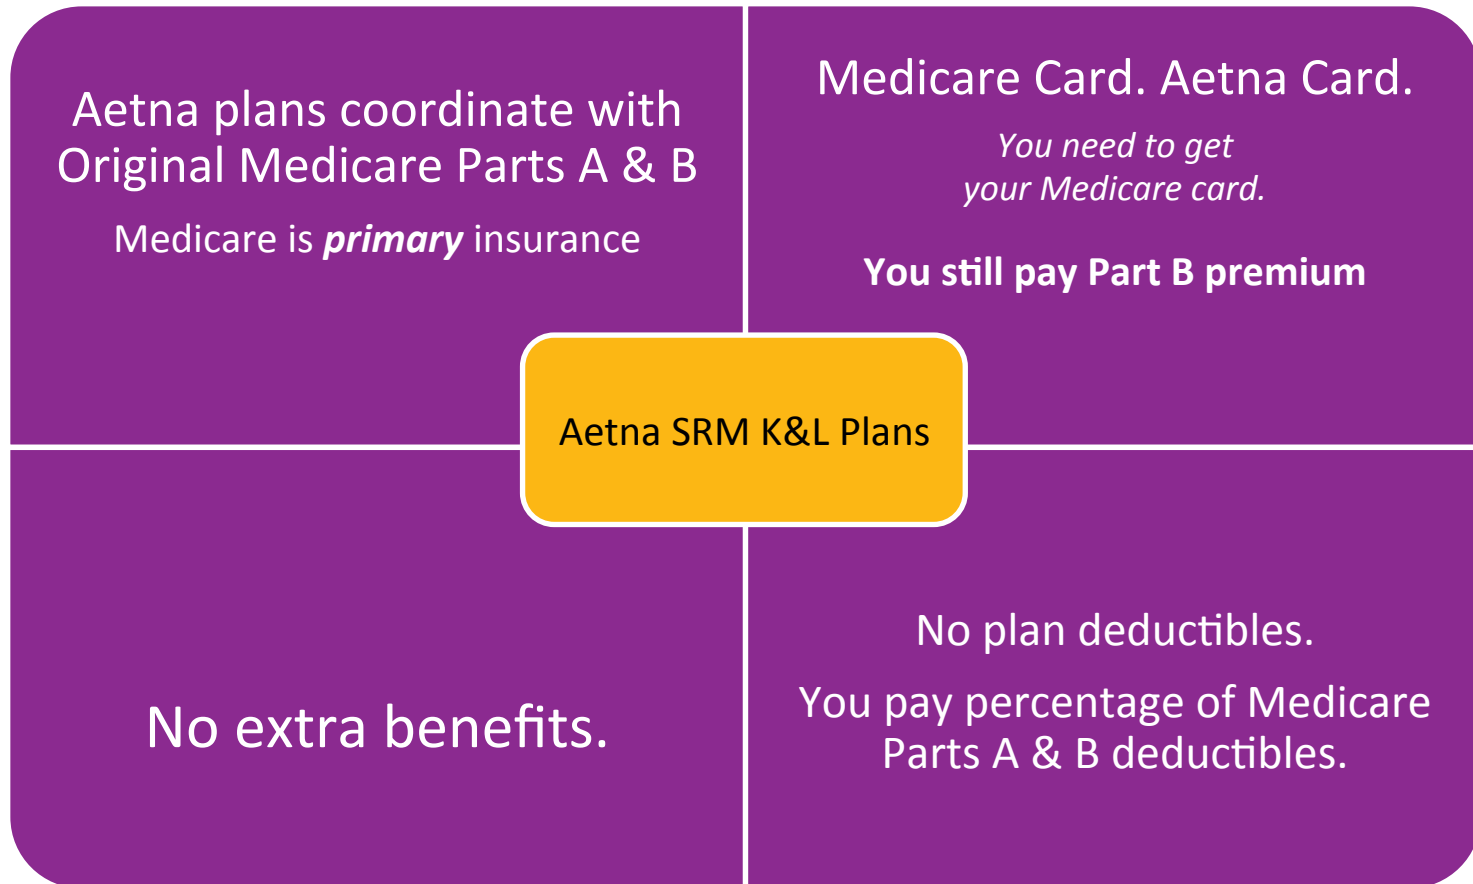 Aetna plans coordinate with
Original Medicare Parts A & B
Medicare is primary insurance
Medicare Card. Aetna Card.
You need to get
your Medicare card.
You still pay Part B premium
Aetna SRM K&L Plans
No extra benefits.
No plan deductibles.
You pay percentage of Medicare
Parts A & B deductibles.